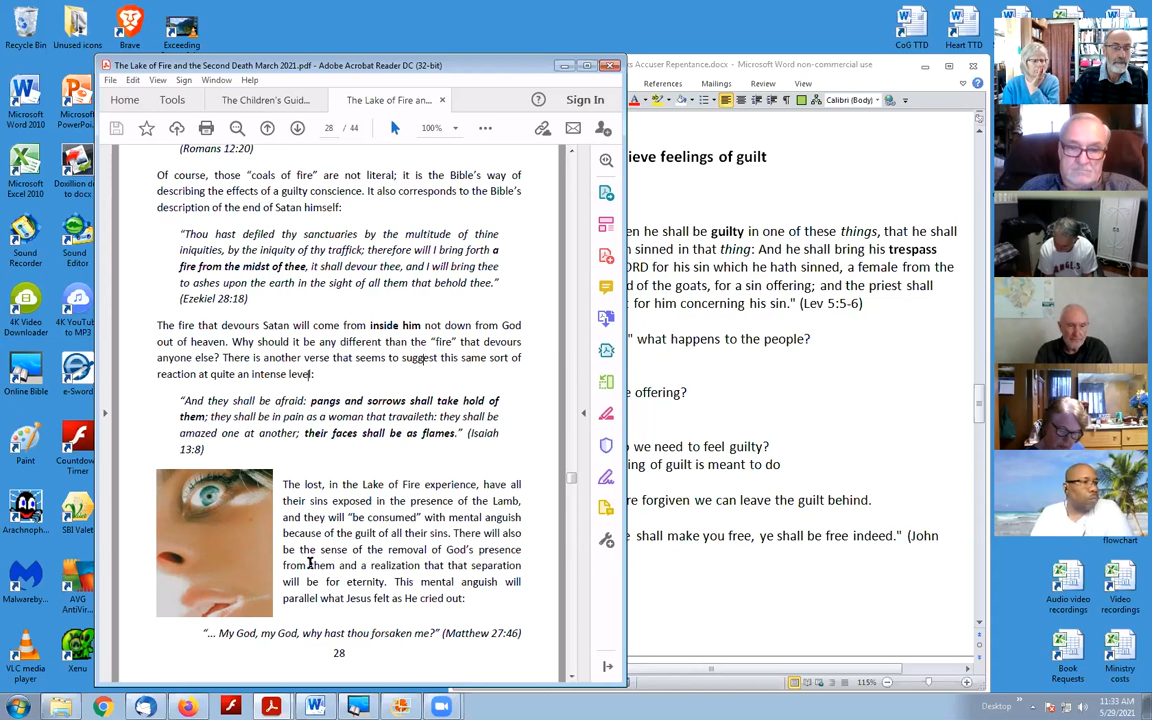 Recycle Bin
Unused icons
Brave
Exceeding
Microsoft Word 2010
Microsoft PowerPoi...
Microsoft Excel 2010
Doxillion d to docx
Sound Recorder
Sound Editor
4K Video Downloader
4K YouTu to MP3
Online Bible
e-Sword
Paint
Countdow Timer
Arachnoph...
SBI Valet
Malwareby...
AVG AntiVir...
VLC media player
Xenu
The Lake of Fire and the Second Death March 2021.pdf - Adobe Acrobat Reader DC (32-bit)
File Edit View Sign Window Help
Home Tools The Children's Guid... The Lake of Fire an... × Sign In
28 / 44 100%
(Romans 12:20)
Of course, those “coals of fire” are not literal; it is the Bible’s way of
describing the effects of a guilty conscience. It also corresponds to the Bible’s
description of the end of Satan himself:
“Thou hast defiled thy sanctuaries by the multitude of thine
iniquities, by the iniquity of thy traffick; therefore will I bring forth a
fire from the midst of thee, it shall devour thee, and I will bring thee
to ashes upon the earth in the sight of all them that behold thee.”
(Ezekiel 28:18)
The fire that devours Satan will come from inside him not down from God
out of heaven. Why should it be any different than the “fire” that devours
anyone else? There is another verse that seems to suggest this same sort of
reaction at quite an intense level:
“And they shall be afraid: pangs and sorrows shall take hold of
them; they shall be in pain as a woman that travaileth: they shall be
amazed one at another; their faces shall be as flames.” (Isaiah
13:8)
The lost, in the Lake of Fire experience, have all
their sins exposed in the presence of the Lamb,
and they will “be consumed” with mental anguish
because of the guilt of all their sins. There will also
be the sense of the removal of God’s presence
from them and a realization that that separation
will be for eternity. This mental anguish will
parallel what Jesus felt as He cried out:
“... My God, my God, why hast thou forsaken me?” (Matthew 27:46)
28
s Accuser Repentance.docx - Microsoft Word non-commercial use
References Mailings Review View
Calibri (Body)
ieve feelings of guilt
en he shall be guilty in one of these things, that he shall
n sinned in that thing: And he shall bring his trespass
ORD for his sin which he hath sinned, a female from the
d of the goats, for a sin offering; and the priest shall
t for him concerning his sin." (Lev 5:5-6)
" what happens to the people?
e offering?
o we need to feel guilty?
ing of guilt is meant to do
re forgiven we can leave the guilt behind.
e shall make you free, ye shall be free indeed." (John
115%
CoG TTD
Heart TTD
ANGELS
flowchart
Audio video recordings
Video recordings
Book Requests
Ministry costs
Desktop
11:33 AM
5/29/2021